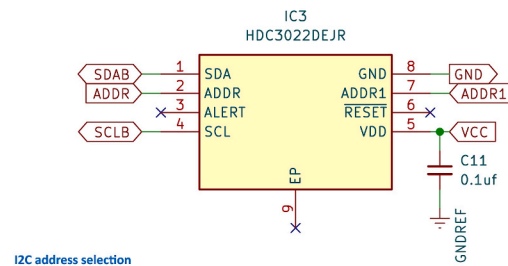 IC3
HDC3022DEJR
SDAB 1 SDA GND 8 GND
ADDR 2 ADDR ADDR1 7 ADDR1
3 ALERT RESET 6
SCLB 4 SCL VDD 5 VCC
EP
9
C11
0.1uf
GNDREF
I2C address selection